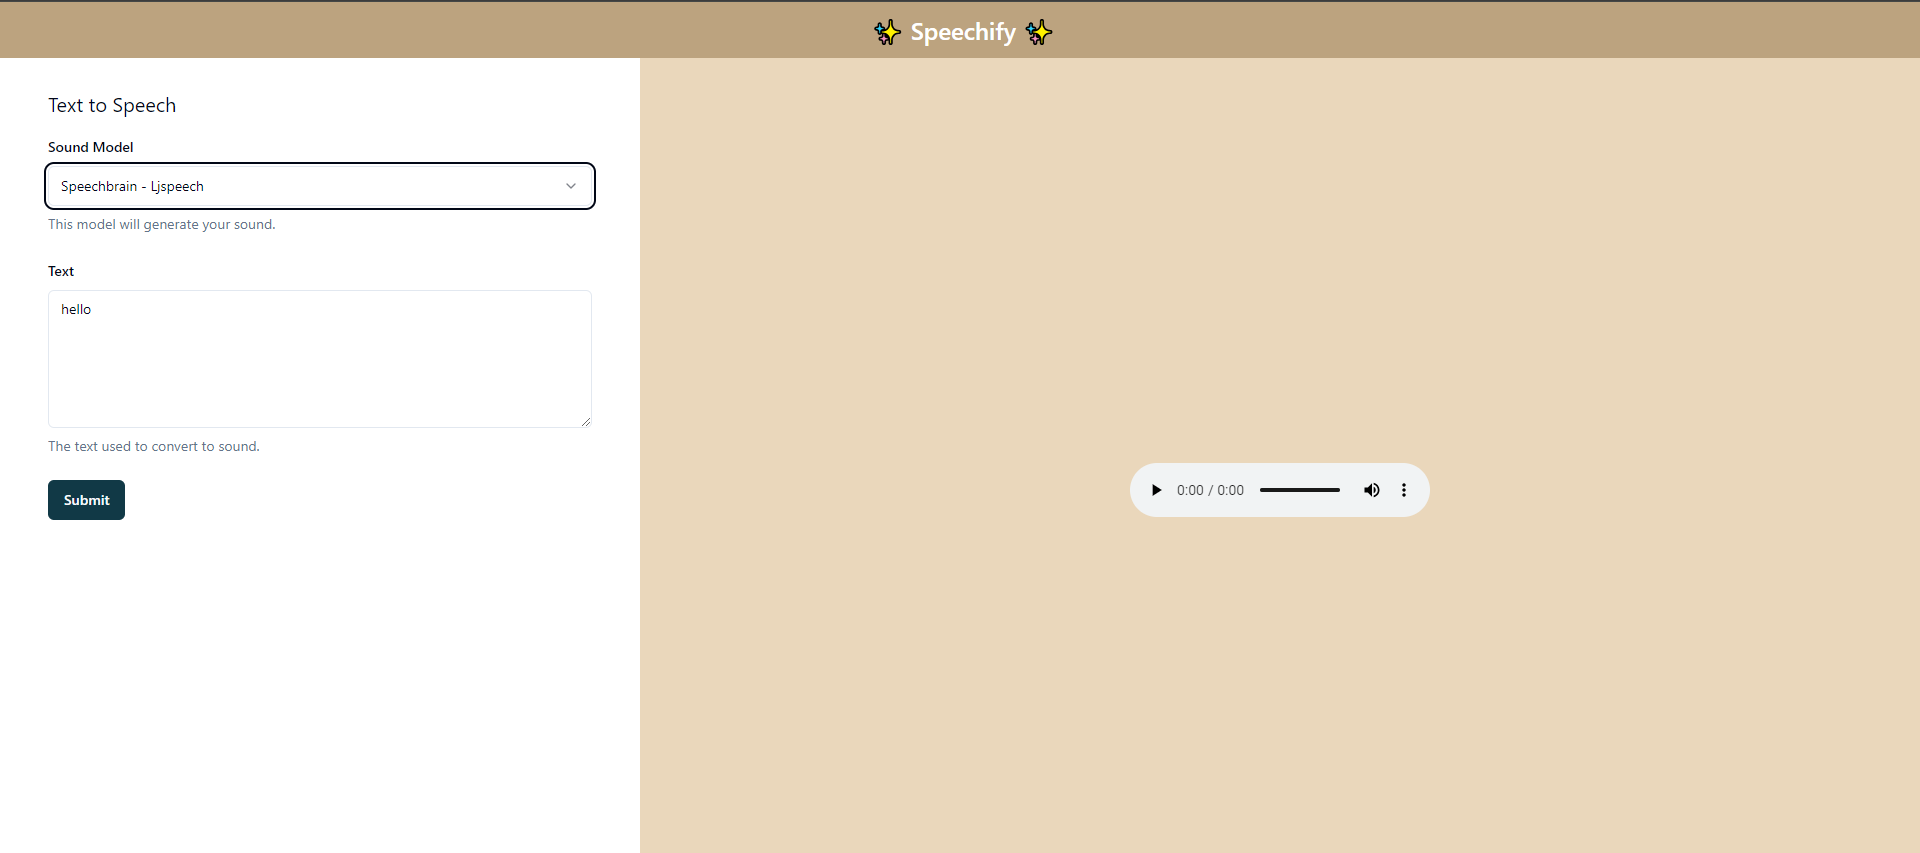 ✨ Speechify ✨
Text to Speech
Sound Model
Speechbrain - Ljspeech
This model will generate your sound.
Text
hello
The text used to convert to sound.
Submit
0:00 / 0:00